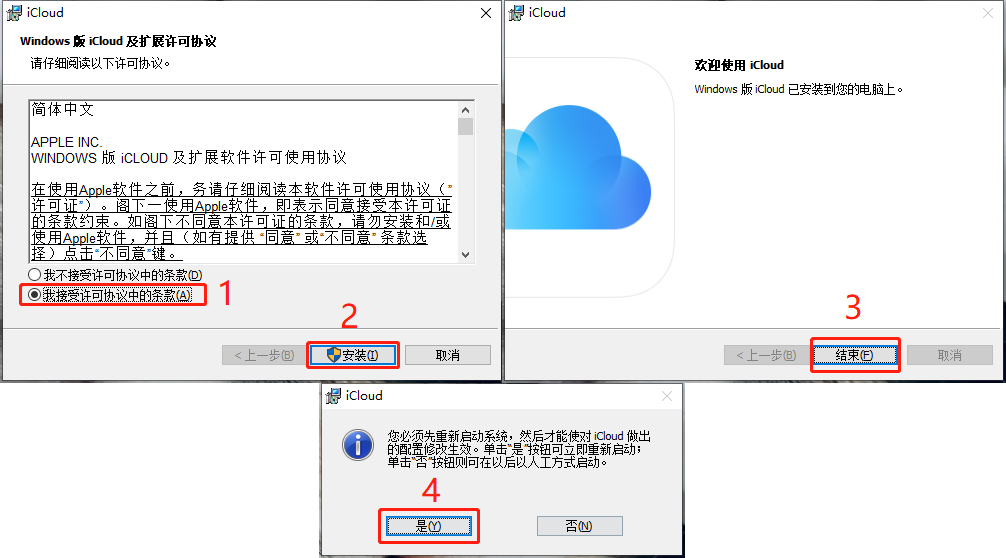 iCloud
Windows 版 iCloud 及扩展许可协议
请仔细阅读以下许可协议。
简体中文
APPLE INC.
WINDOWS 版 iCLOUD 及扩展软件许可使用协议
在使用Apple软件之前，务请仔细阅读本软件许可使用协议（“
许可证”）。阁下一使用Apple软件，即表示同意接受本许可证
的条款约束。如阁下不同意本许可证的条款，请勿安装和/或
使用Apple软件，并且（如有提供 “同意” 或“不同意” 条款选
择）点击“不同意”键。
我不接受许可协议中的条款(D)
我接受许可协议中的条款(A)
1
2
< 上一步(B)
安装(I)
取消
iCloud
欢迎使用 iCloud
Windows 版 iCloud 已安装到您的电脑上。
3
< 上一步(B)
结束(F)
取消
iCloud
您必须先重新启动系统，然后才能使对 iCloud 做出
的配置修改生效。单击“是”按钮可立即重新启动；
单击“否”按钮则可在以后以人工方式启动。
4
是(Y)
否(N)